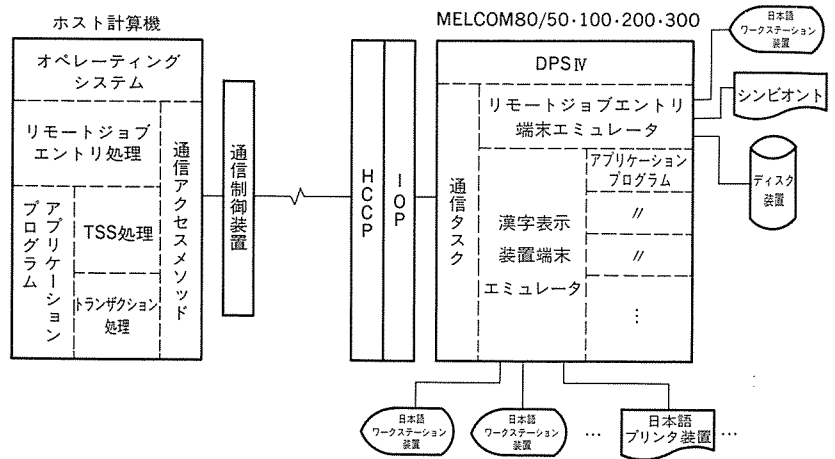 ホスト計算機
オペレーティング
システム
リモートジョブ
エントリ処理
アプリケーション
プログラム
TSS処理
トランザクション
処理
通信アクセスメソッド
通信制御装置
HCCP
IOP
MELCOM80/50・100・200・300
DPSⅣ
通信タスク
リモートジョブエントリ
端末エミュレータ
漢字表示
装置端末
エミュレータ
アプリケーション
プログラム
〃
〃
⋮
日本語
ワークステーション
装置
シンビオント
ディスク
装置
日本語
ワークステーション
装置
日本語
ワークステーション
装置
…
日本語
プリンタ装置
…